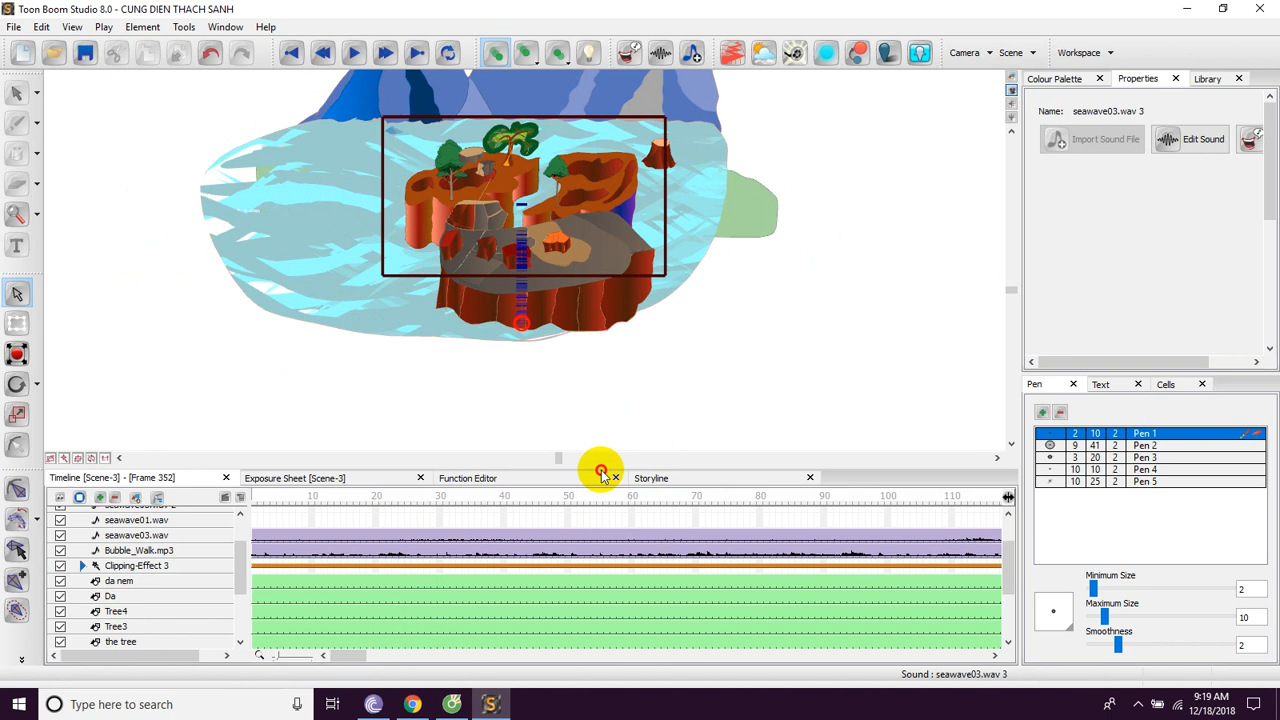 Toon Boom Studio 8.0 - CUNG DIEN THACH SANH
File Edit View Play Element Tools Window Help
Camera Scene Workspace
Colour Palette Properties Library
Name: seawave03.wav 3
Import Sound File Edit Sound
T
Pen Text Cells
2 10 2 Pen 1
9 41 2 Pen 2
3 20 2 Pen 3
10 10 2 Pen 4
10 25 2 Pen 5
Timeline [Scene-3] - [Frame 352] Exposure Sheet [Scene-3] Function Editor Storyline
10 20 30 40 50 60 70 80 90 100 110
seawave01.wav
seawave03.wav
Bubble_Walk.mp3
Clipping-Effect 3
da nem
Da
Tree4
Tree3
the tree
Minimum Size
2
Maximum Size
10
Smoothness
2
Sound : seawave03.wav 3
Type here to search
9:19 AM
12/18/2018